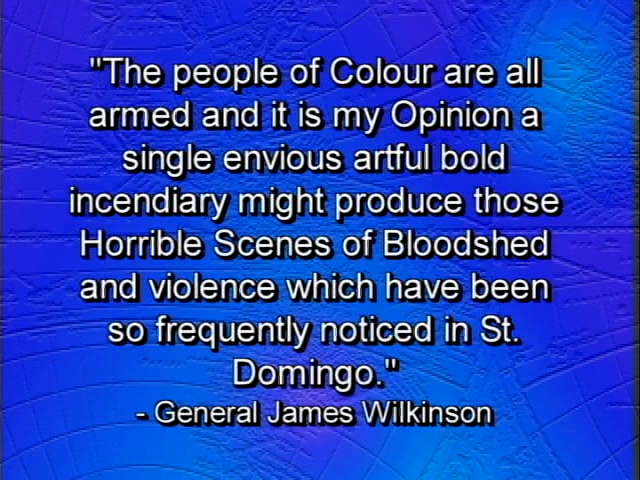 "The people of Colour are all
armed and it is my Opinion a
single envious artful bold
incendiary might produce those
Horrible Scenes of Bloodshed
and violence which have been
so frequently noticed in St.
Domingo."
- General James Wilkinson